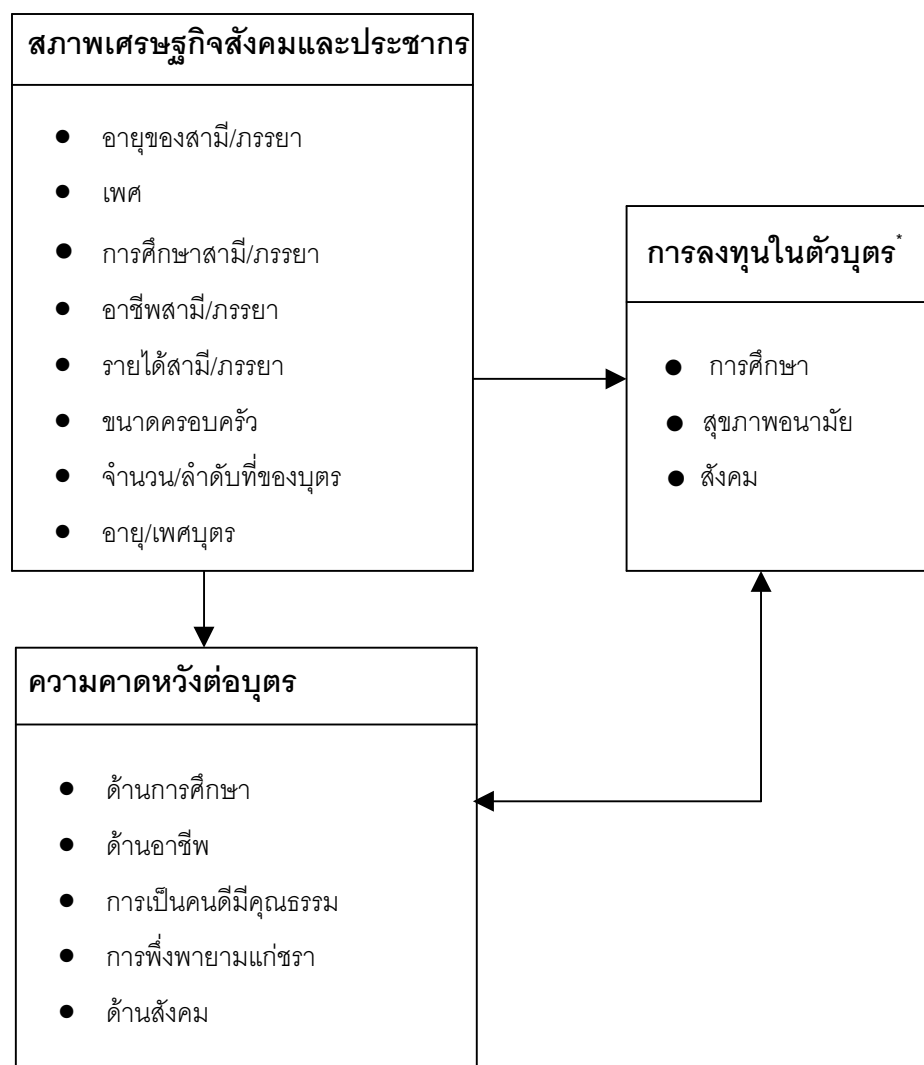 สภาพเศรษฐกิจสังคมและประชากร
● อายุของสามี/ภรรยา
● เพศ
● การศึกษาสามี/ภรรยา
● อาชีพสามี/ภรรยา
● รายได้สามี/ภรรยา
● ขนาดครอบครัว
● จำนวน/ลำดับที่ของบุตร
● อายุ/เพศบุตร
การลงทุนในตัวบุตร*
● การศึกษา
● สุขภาพอนามัย
● สังคม
ความคาดหวังต่อบุตร
● ด้านการศึกษา
● ด้านอาชีพ
● การเป็นคนดีมีคุณธรรม
● การพึ่งพายามแก่ชรา
● ด้านสังคม